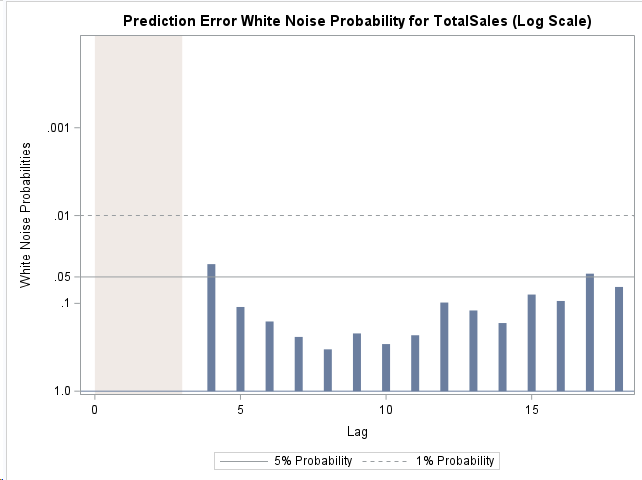 Prediction Error White Noise Probability for TotalSales (Log Scale)
White Noise Probabilities
.001
.01
.05
.1
1.0
0 5 10 15
Lag
5% Probability 1% Probability